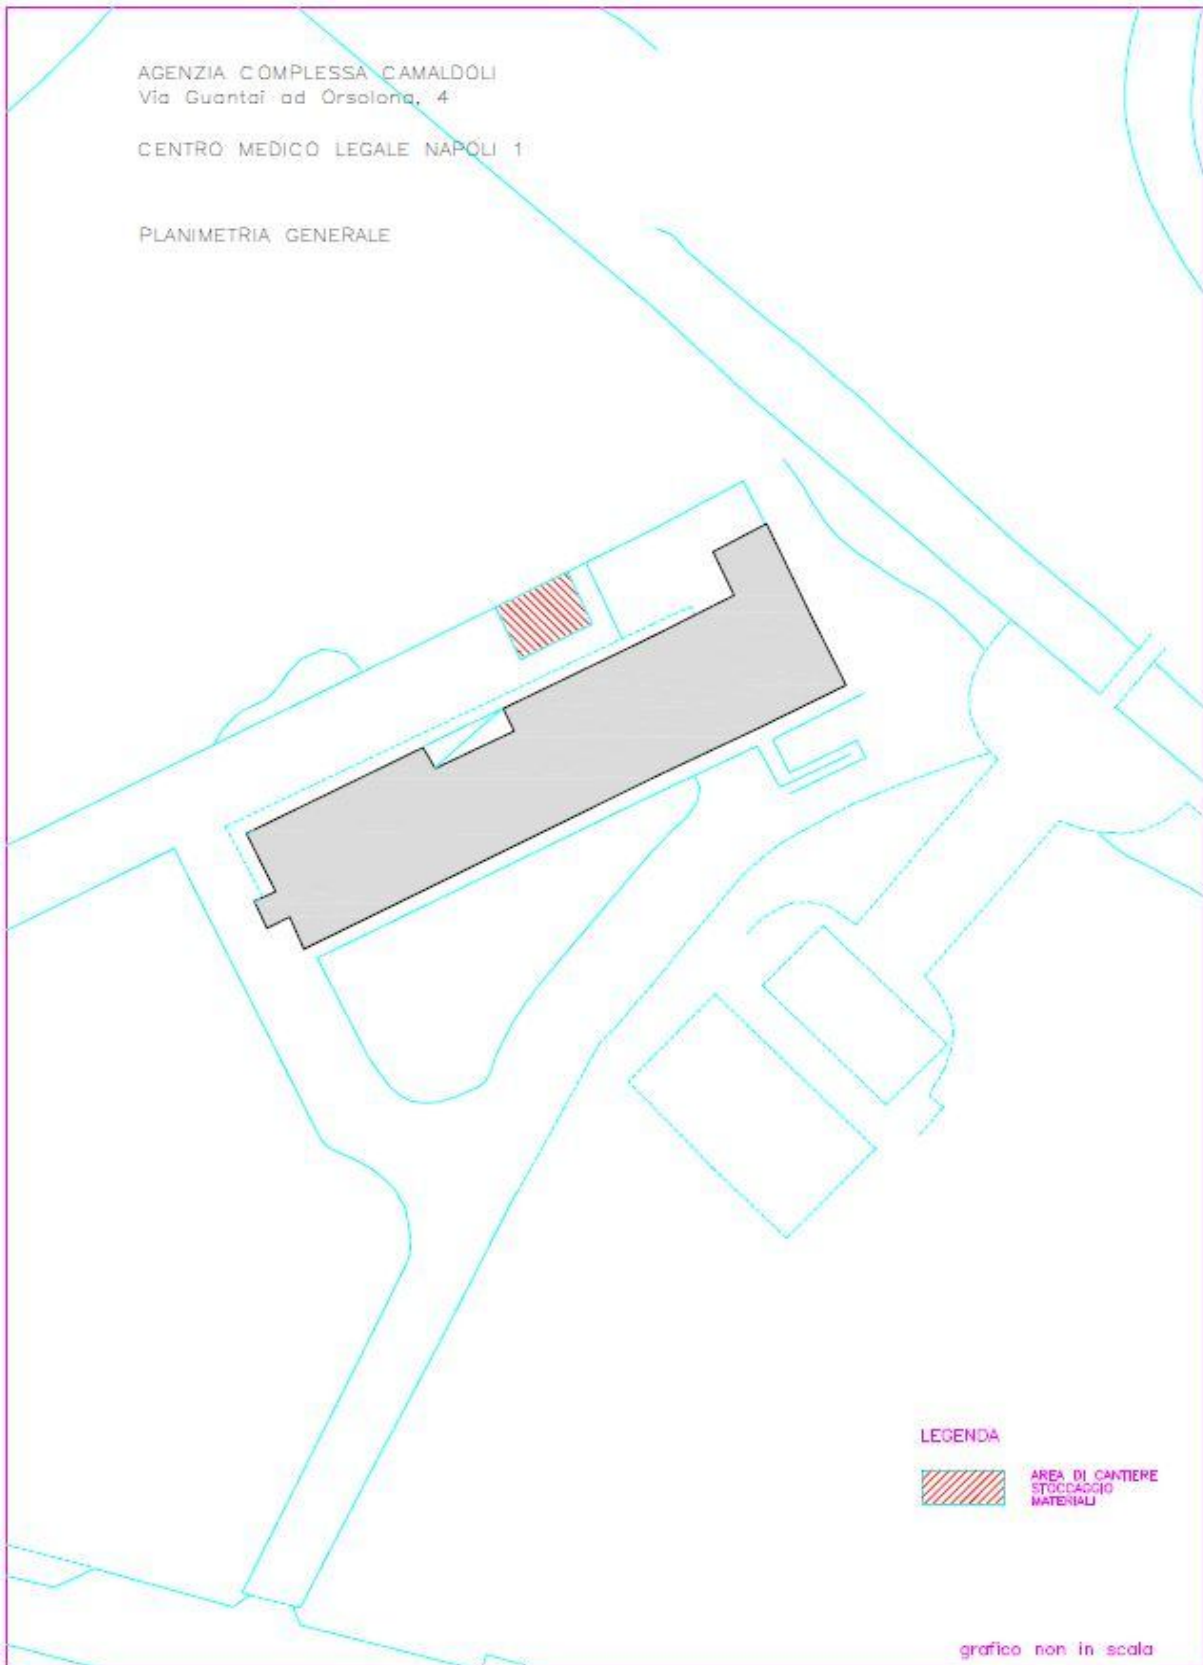 AGENZIA COMPLESSA CAMALDOLI
Via Guantai ad Orsolona, 4
CENTRO MEDICO LEGALE NAPOLI 1
PLANIMETRIA GENERALE
LEGENDA
AREA DI CANTIERE
STOCCAGGIO
MATERIALI
grafico non in scala